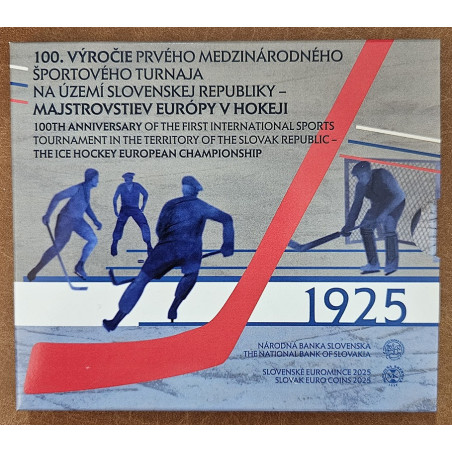 100. VÝROČIE PRVÉHO MEDZINÁRODNÉHO
ŠPORTOVÉHO TURNAJA
NA ÚZEMÍ SLOVENSKEJ REPUBLIKY –
MAJSTROVSTIEV EURÓPY V HOKEJI
100TH ANNIVERSARY OF THE FIRST INTERNATIONAL SPORTS
TOURNAMENT IN THE TERRITORY OF THE SLOVAK REPUBLIC –
THE ICE HOCKEY EUROPEAN CHAMPIONSHIP
1925
NÁRODNÁ BANKA SLOVENSKA
THE NATIONAL BANK OF SLOVAKIA
SLOVENSKÉ EUROMINCE 2025
SLOVAK EURO COINS 2025